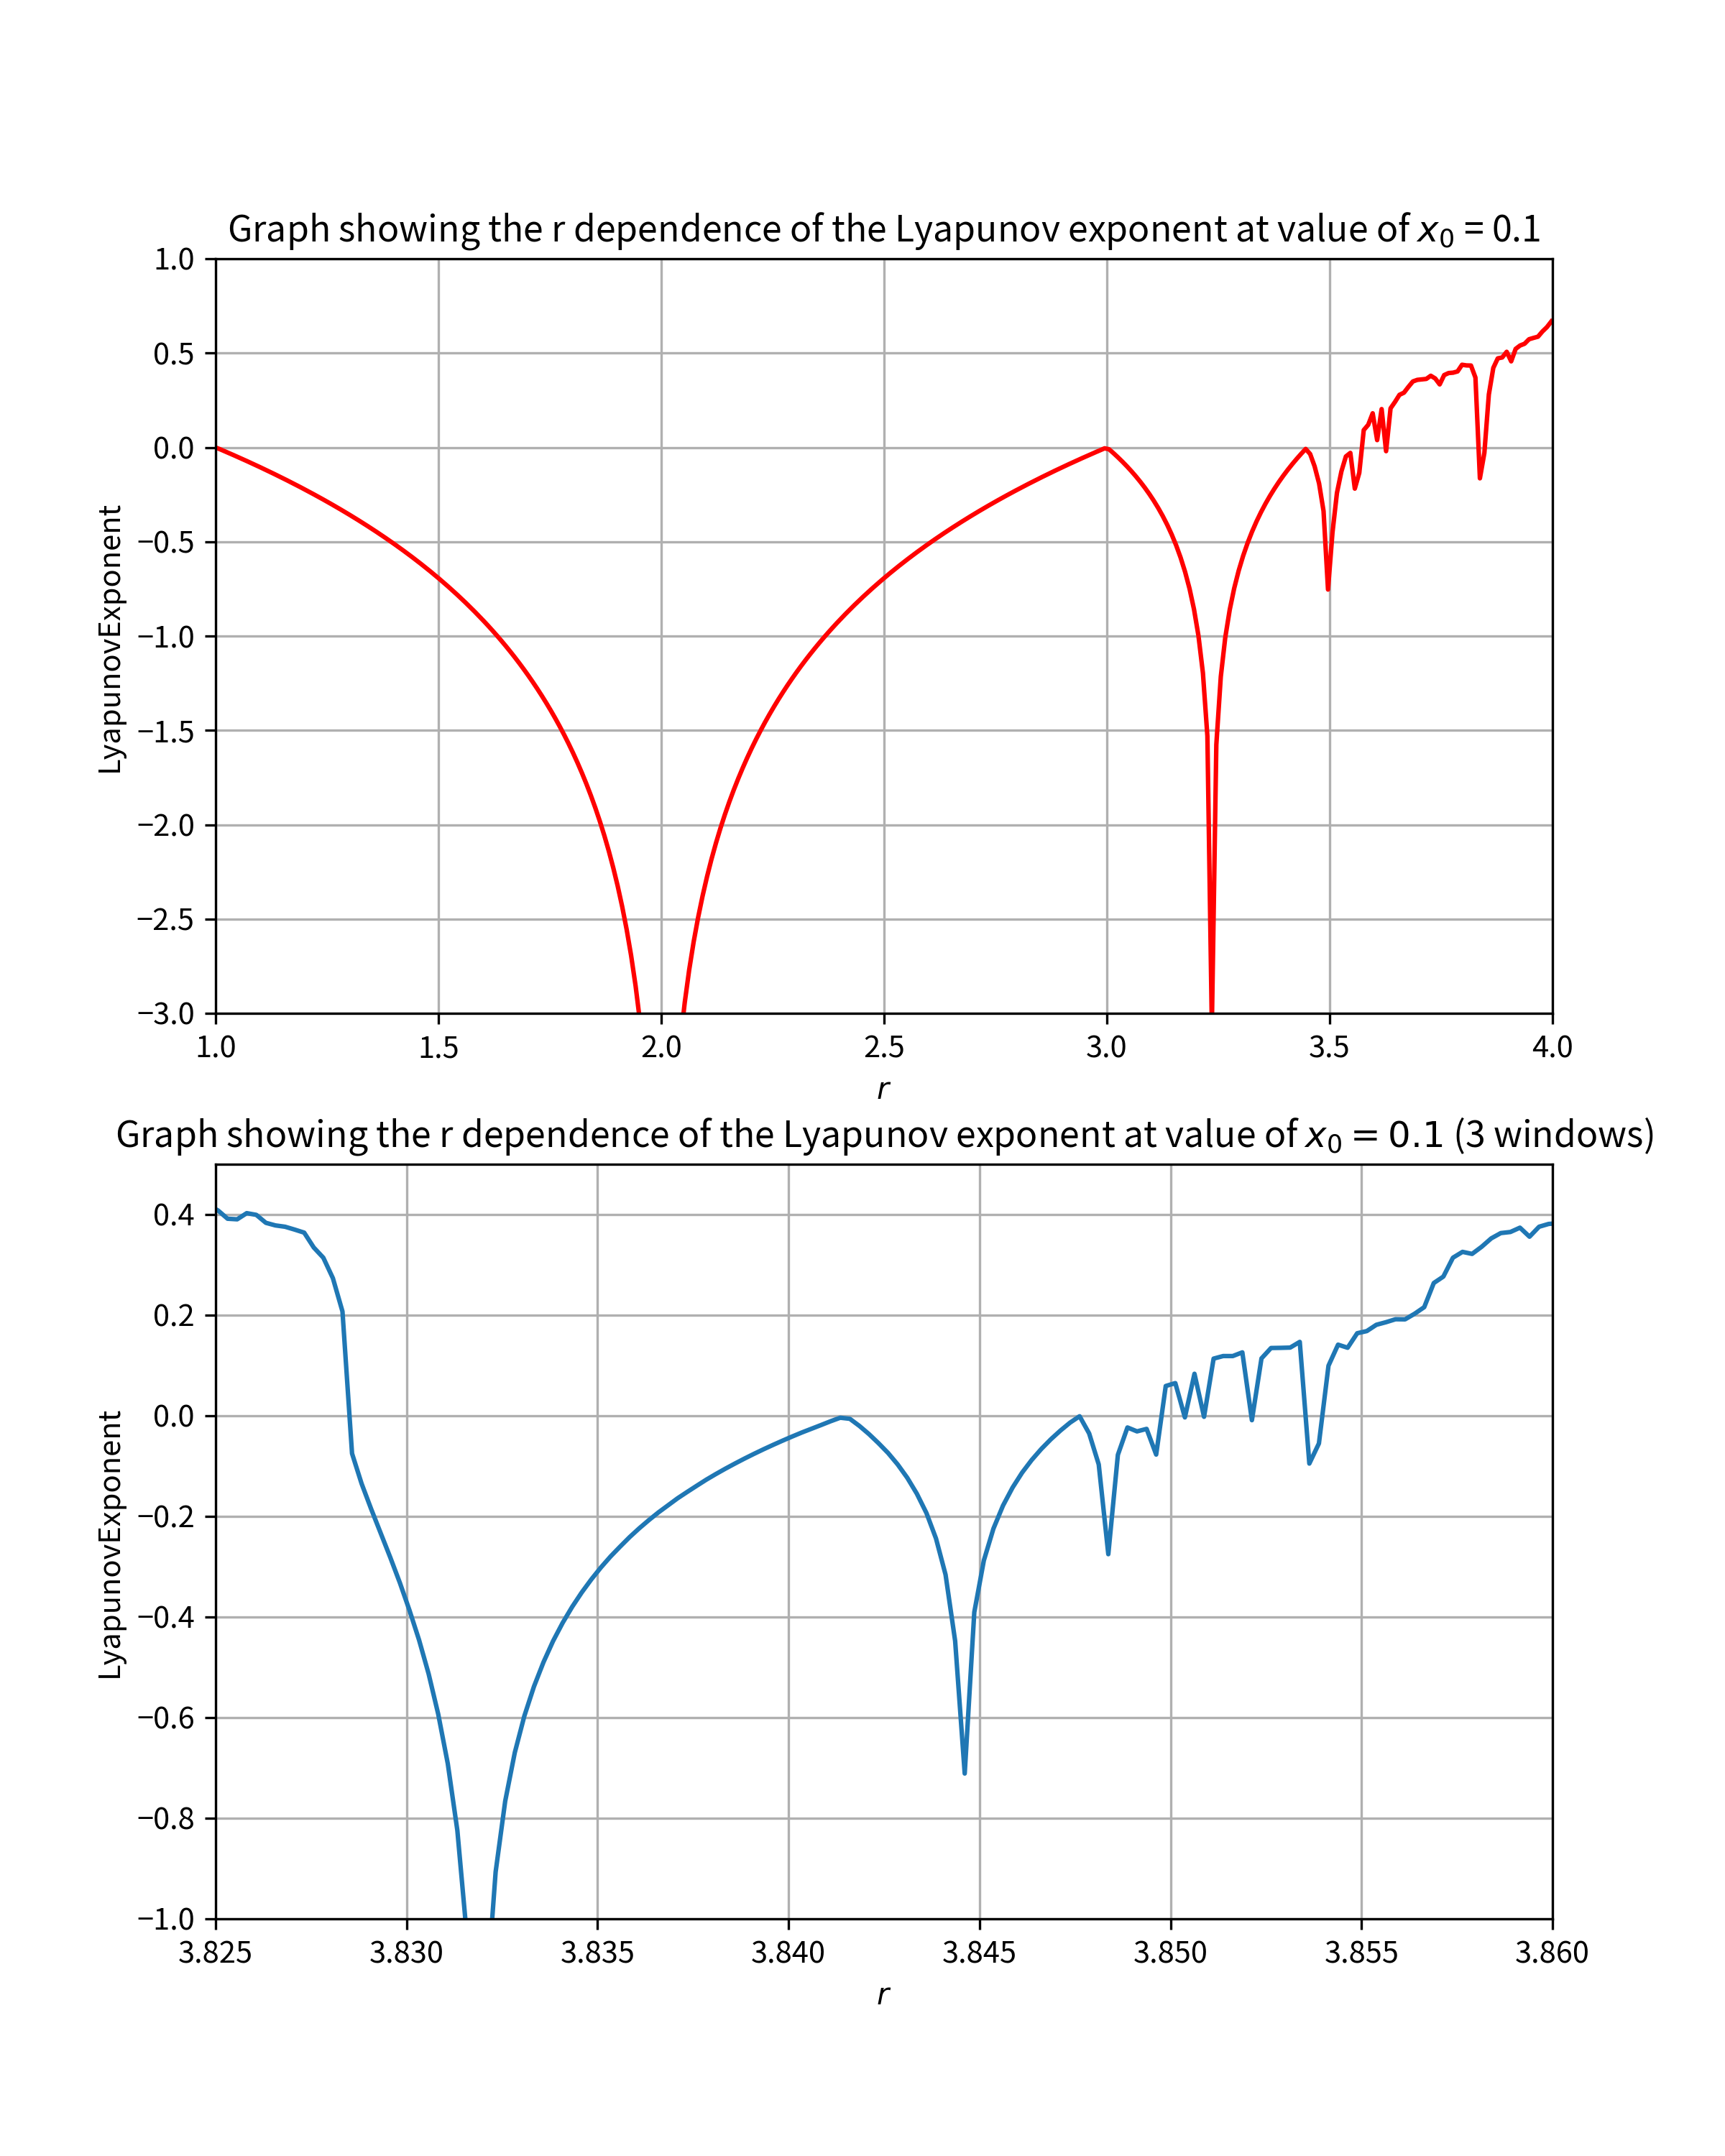 Graph showing the r dependence of the Lyapunov exponent at value of x₀ = 0.1
1.0
0.5
0.0
−0.5
−1.0
−1.5
−2.0
−2.5
−3.0
LyapunovExponent
1.0 1.5 2.0 2.5 3.0 3.5 4.0
r
Graph showing the r dependence of the Lyapunov exponent at value of x₀ = 0.1 (3 windows)
0.4
0.2
0.0
−0.2
−0.4
−0.6
−0.8
−1.0
LyapunovExponent
3.825 3.830 3.835 3.840 3.845 3.850 3.855 3.860
r